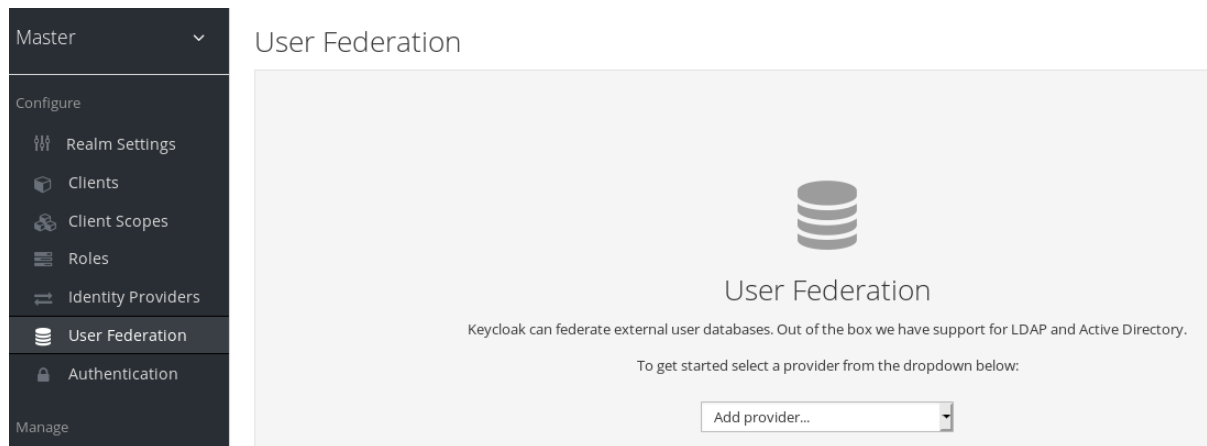 Master
Configure
Realm Settings
Clients
Client Scopes
Roles
Identity Providers
User Federation
Authentication
Manage
User Federation
User Federation
Keycloak can federate external user databases. Out of the box we have support for LDAP and Active Directory.
To get started select a provider from the dropdown below:
Add provider...